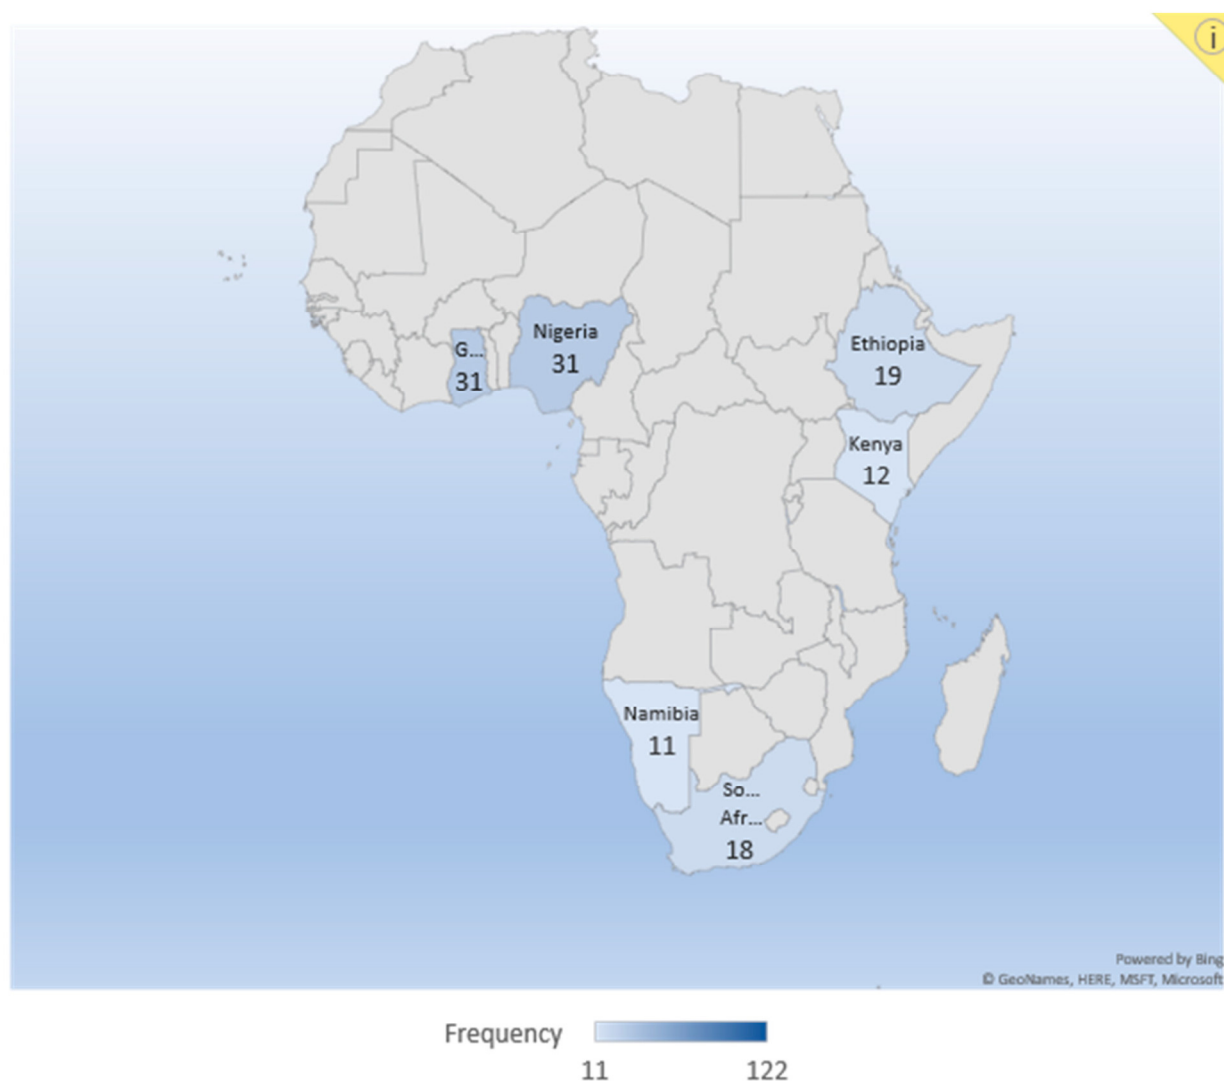 i
Nigeria
31
G...
31
Ethiopia
19
Kenya
12
Namibia
11
So...
Afr...
18
Powered by Bing
© GeoNames, HERE, MSFT, Microsoft
Frequency
11 122